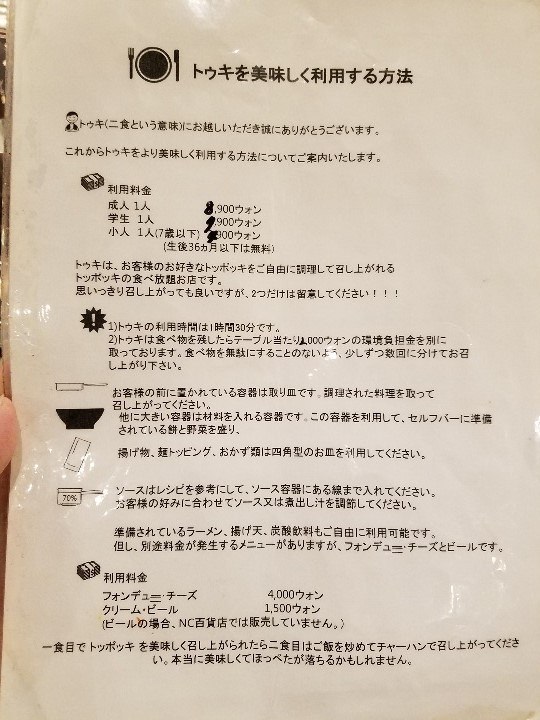 トゥキを美味しく利用する方法
トゥキ(二食という意味)にお越しいただき誠にありがとうございます。
これからトゥキをより美味しく利用する方法についてご案内いたします。
利用料金
成人 1人 8,900ウォン
学生 1人 ,900ウォン
小人 1人(7歳以下) 900ウォン
(生後36ヵ月以下は無料)
トゥキは、お客様のお好きなトッポッキをご自由に調理して召し上がれる
トッポッキの食べ放題お店です。
思いっきり召し上がっても良いですが、2つだけは留意してください!!!
1)トゥキの利用時間は1時間30分です。
2)トゥキは食べ物を残したらテーブル当たり,000ウォンの環境負担金を別に
取っております。食べ物を無駄にすることのないよう、少しずつ数回に分けてお召
し上がり下さい。
お客様の前に置かれている容器は取り皿です。調理された料理を取って
召し上がってください。
他に大きい容器は材料を入れる容器です。この容器を利用して、セルフバーに準備
されている餅と野菜を盛り、
揚げ物、麺トッピング、おかず類は四角型のお皿を利用してください。
70%
ソースはレシピを参考にして、ソース容器にある線まで入れてください。
お客様の好みに合わせてソース又は煮出し汁を調節してください。
準備されているラーメン、揚げ天、炭酸飲料もご自由に利用可能です。
但し、別途料金が発生するメニューがありますが、フォンデュ―・チーズとビールです。
利用料金
フォンデュ―・チーズ 4,000ウォン
クリーム・ビール 1,500ウォン
(ビールの場合、NC百貨店では販売していません。)
一食目で トッポッキ を美味しく召し上がられたら二食目はご飯を炒めてチャーハンで召し上がってくださ
い。本当に美味しくてほっぺたが落ちるかもしれません。